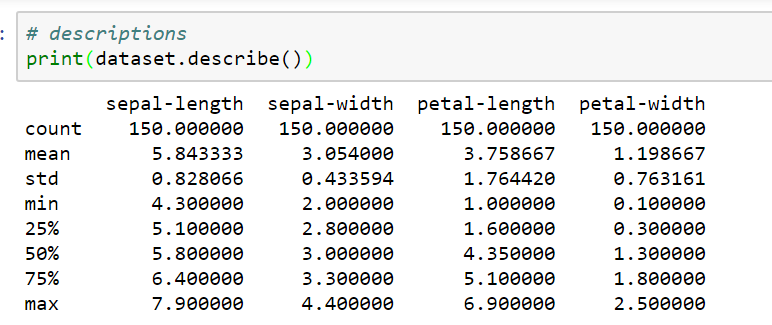 : # descriptions
print(dataset.describe())
sepal-length sepal-width petal-length petal-width
count 150.000000 150.000000 150.000000 150.000000
mean 5.843333 3.054000 3.758667 1.198667
std 0.828066 0.433594 1.764420 0.763161
min 4.300000 2.000000 1.000000 0.100000
25% 5.100000 2.800000 1.600000 0.300000
50% 5.800000 3.000000 4.350000 1.300000
75% 6.400000 3.300000 5.100000 1.800000
max 7.900000 4.400000 6.900000 2.500000